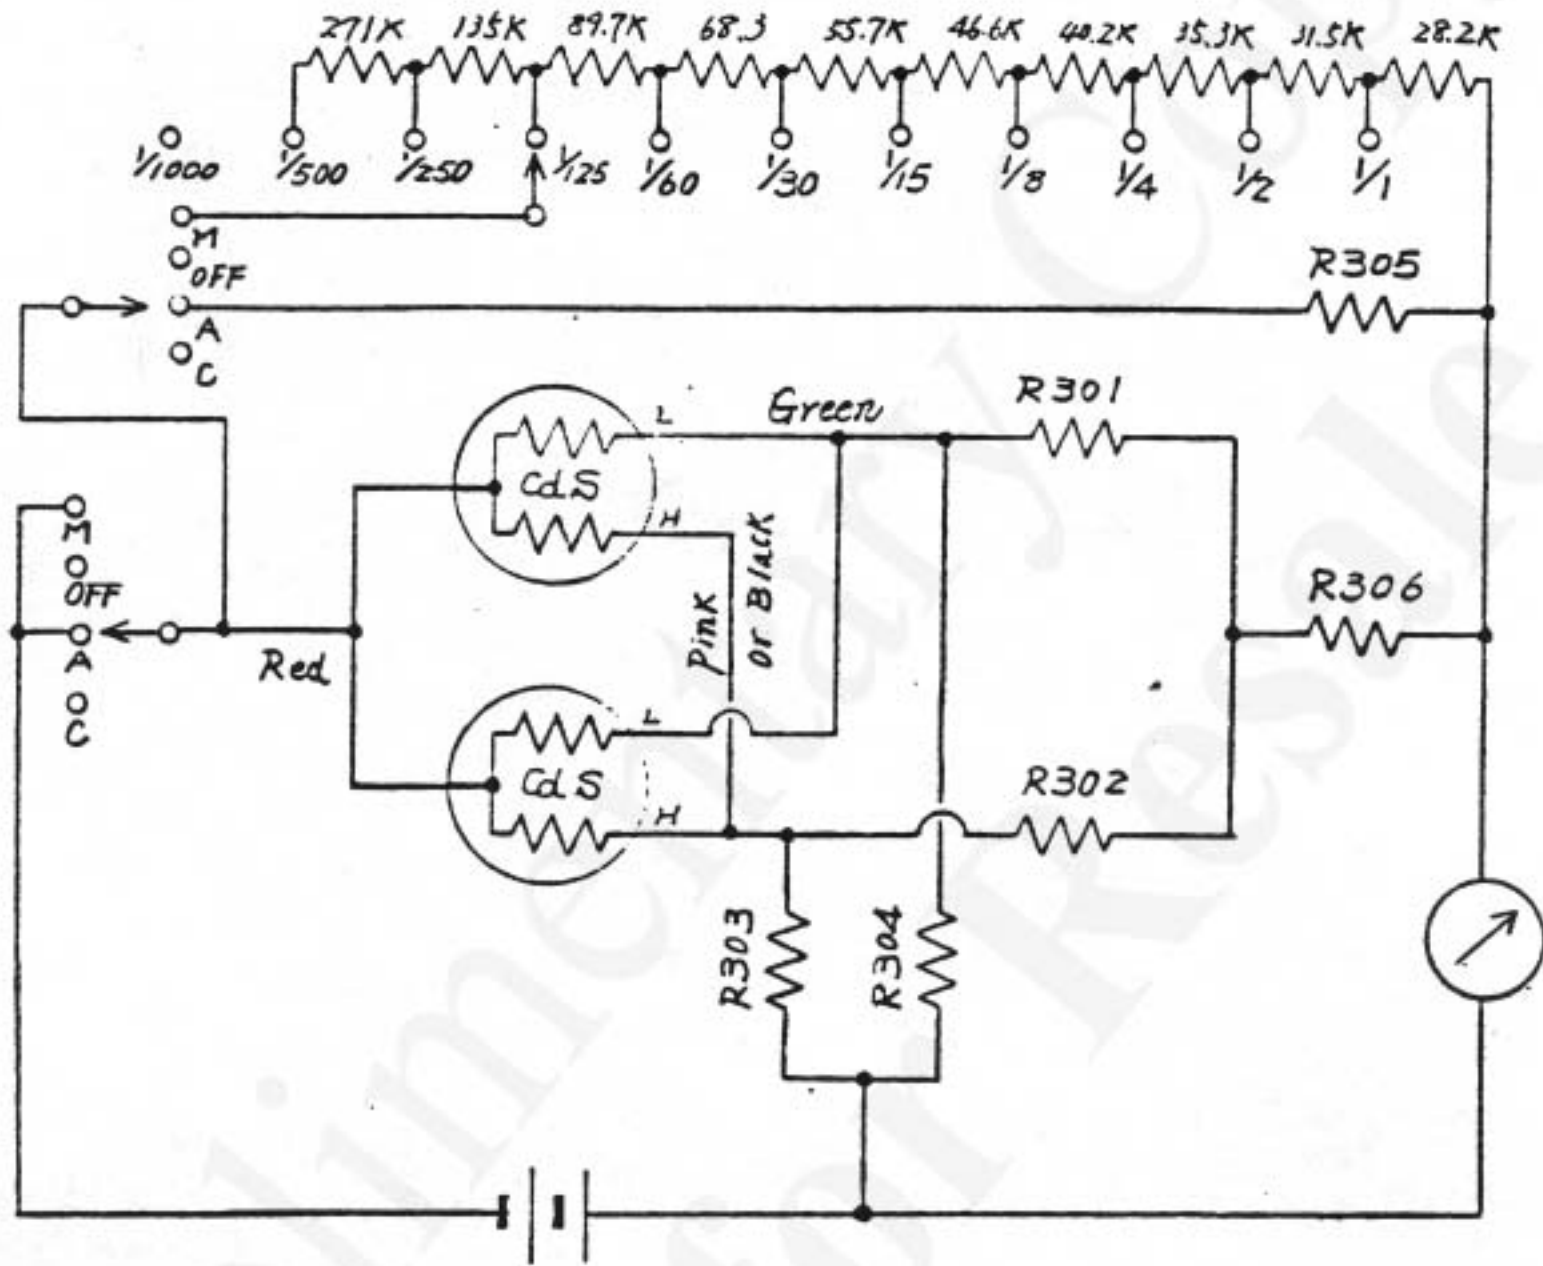 271K 135K 89.7K 68.3 55.7K 46.6K 40.2K 35.3K 31.5K 28.2K
1/1000 1/500 1/250 1/125 1/60 1/30 1/15 1/8 1/4 1/2 1/1
M
OFF
A
C
R305
L
Green
R301
CdS
H
M
OFF
A
C
Red
Pink
or Black
R306
L
CdS
H
R302
R303
R304